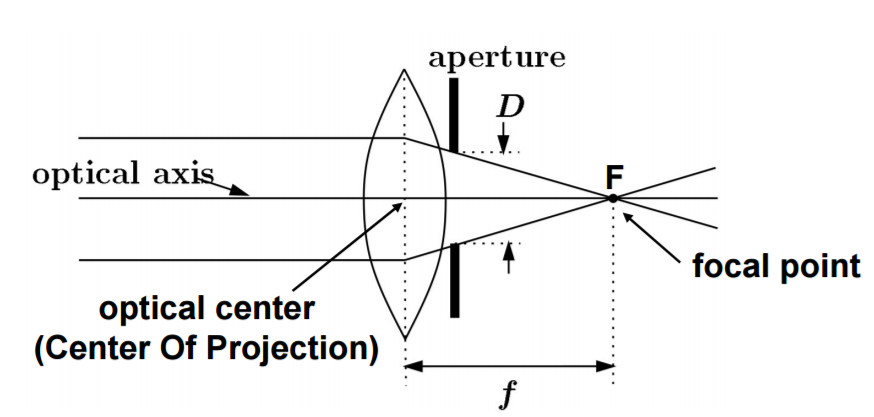 aperture
D
optical axis
F
focal point
optical center
(Center Of Projection)
f